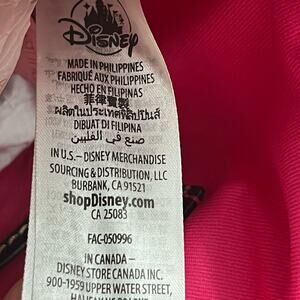 Disney
MADE IN PHILIPPINES
FABRIQUÉ AUX PHILIPPINES
HECHO EN FILIPINAS
菲律賓製
ผลิตในประเทศฟิลิปปินส์
DIBUAT DI FILIPINA
صنع في الفلبين
IN U.S.– DISNEY MERCHANDISE
SOURCING & DISTRIBUTION, LLC
BURBANK, CA 91521
shopDisney.com
CA 25083
FAC-050996
IN CANADA –
DISNEY STORE CANADA INC.
900-1959 UPPER WATER STREET,
HALIFAX